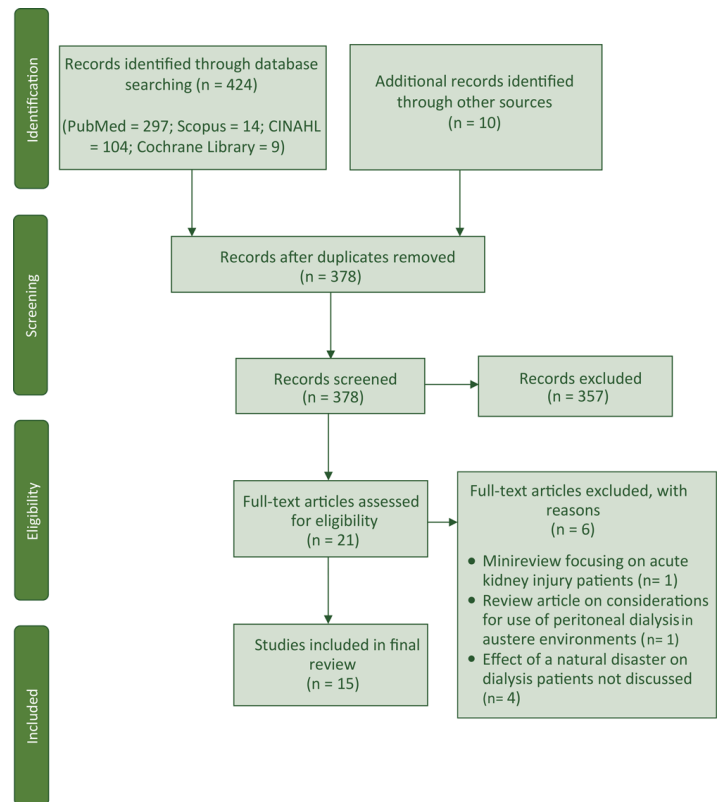 Identification
Records identified through database
searching (n = 424)
(PubMed = 297; Scopus = 14; CINAHL
= 104; Cochrane Library = 9)
Additional records identified
through other sources
(n = 10)
Screening
Records after duplicates removed
(n = 378)
Records screened
(n = 378)
Records excluded
(n = 357)
Eligibility
Full-text articles assessed
for eligibility
(n = 21)
Full-text articles excluded, with
reasons
(n = 6)
• Minireview focusing on acute
kidney injury patients (n= 1)
• Review article on considerations
for use of peritoneal dialysis in
austere environments (n= 1)
• Effect of a natural disaster on
dialysis patients not discussed
(n= 4)
Included
Studies included in final
review
(n = 15)